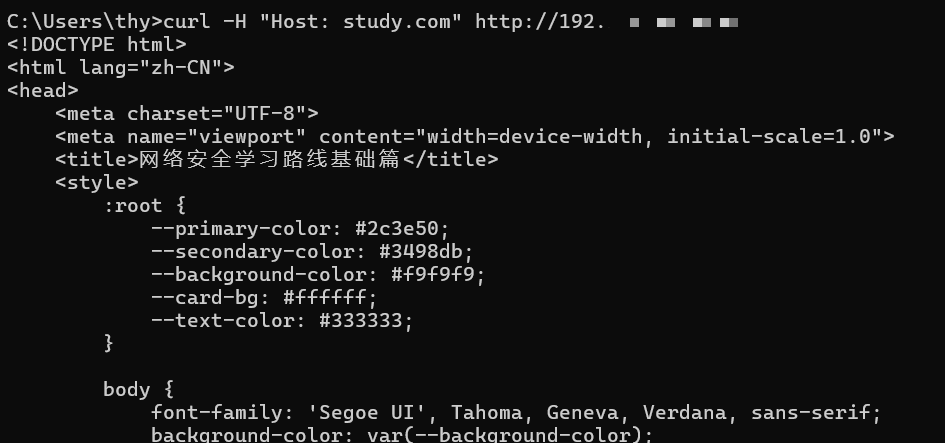 C:\Users\thy>curl -H "Host: study.com" http://192.
<!DOCTYPE html>
<html lang="zh-CN">
<head>
    <meta charset="UTF-8">
    <meta name="viewport" content="width=device-width, initial-scale=1.0">
    <title>网络安全学习路线基础篇</title>
    <style>
        :root {
            --primary-color: #2c3e50;
            --secondary-color: #3498db;
            --background-color: #f9f9f9;
            --card-bg: #ffffff;
            --text-color: #333333;
        }
        body {
            font-family: 'Segoe UI', Tahoma, Geneva, Verdana, sans-serif;
            background-color: var(--background-color);